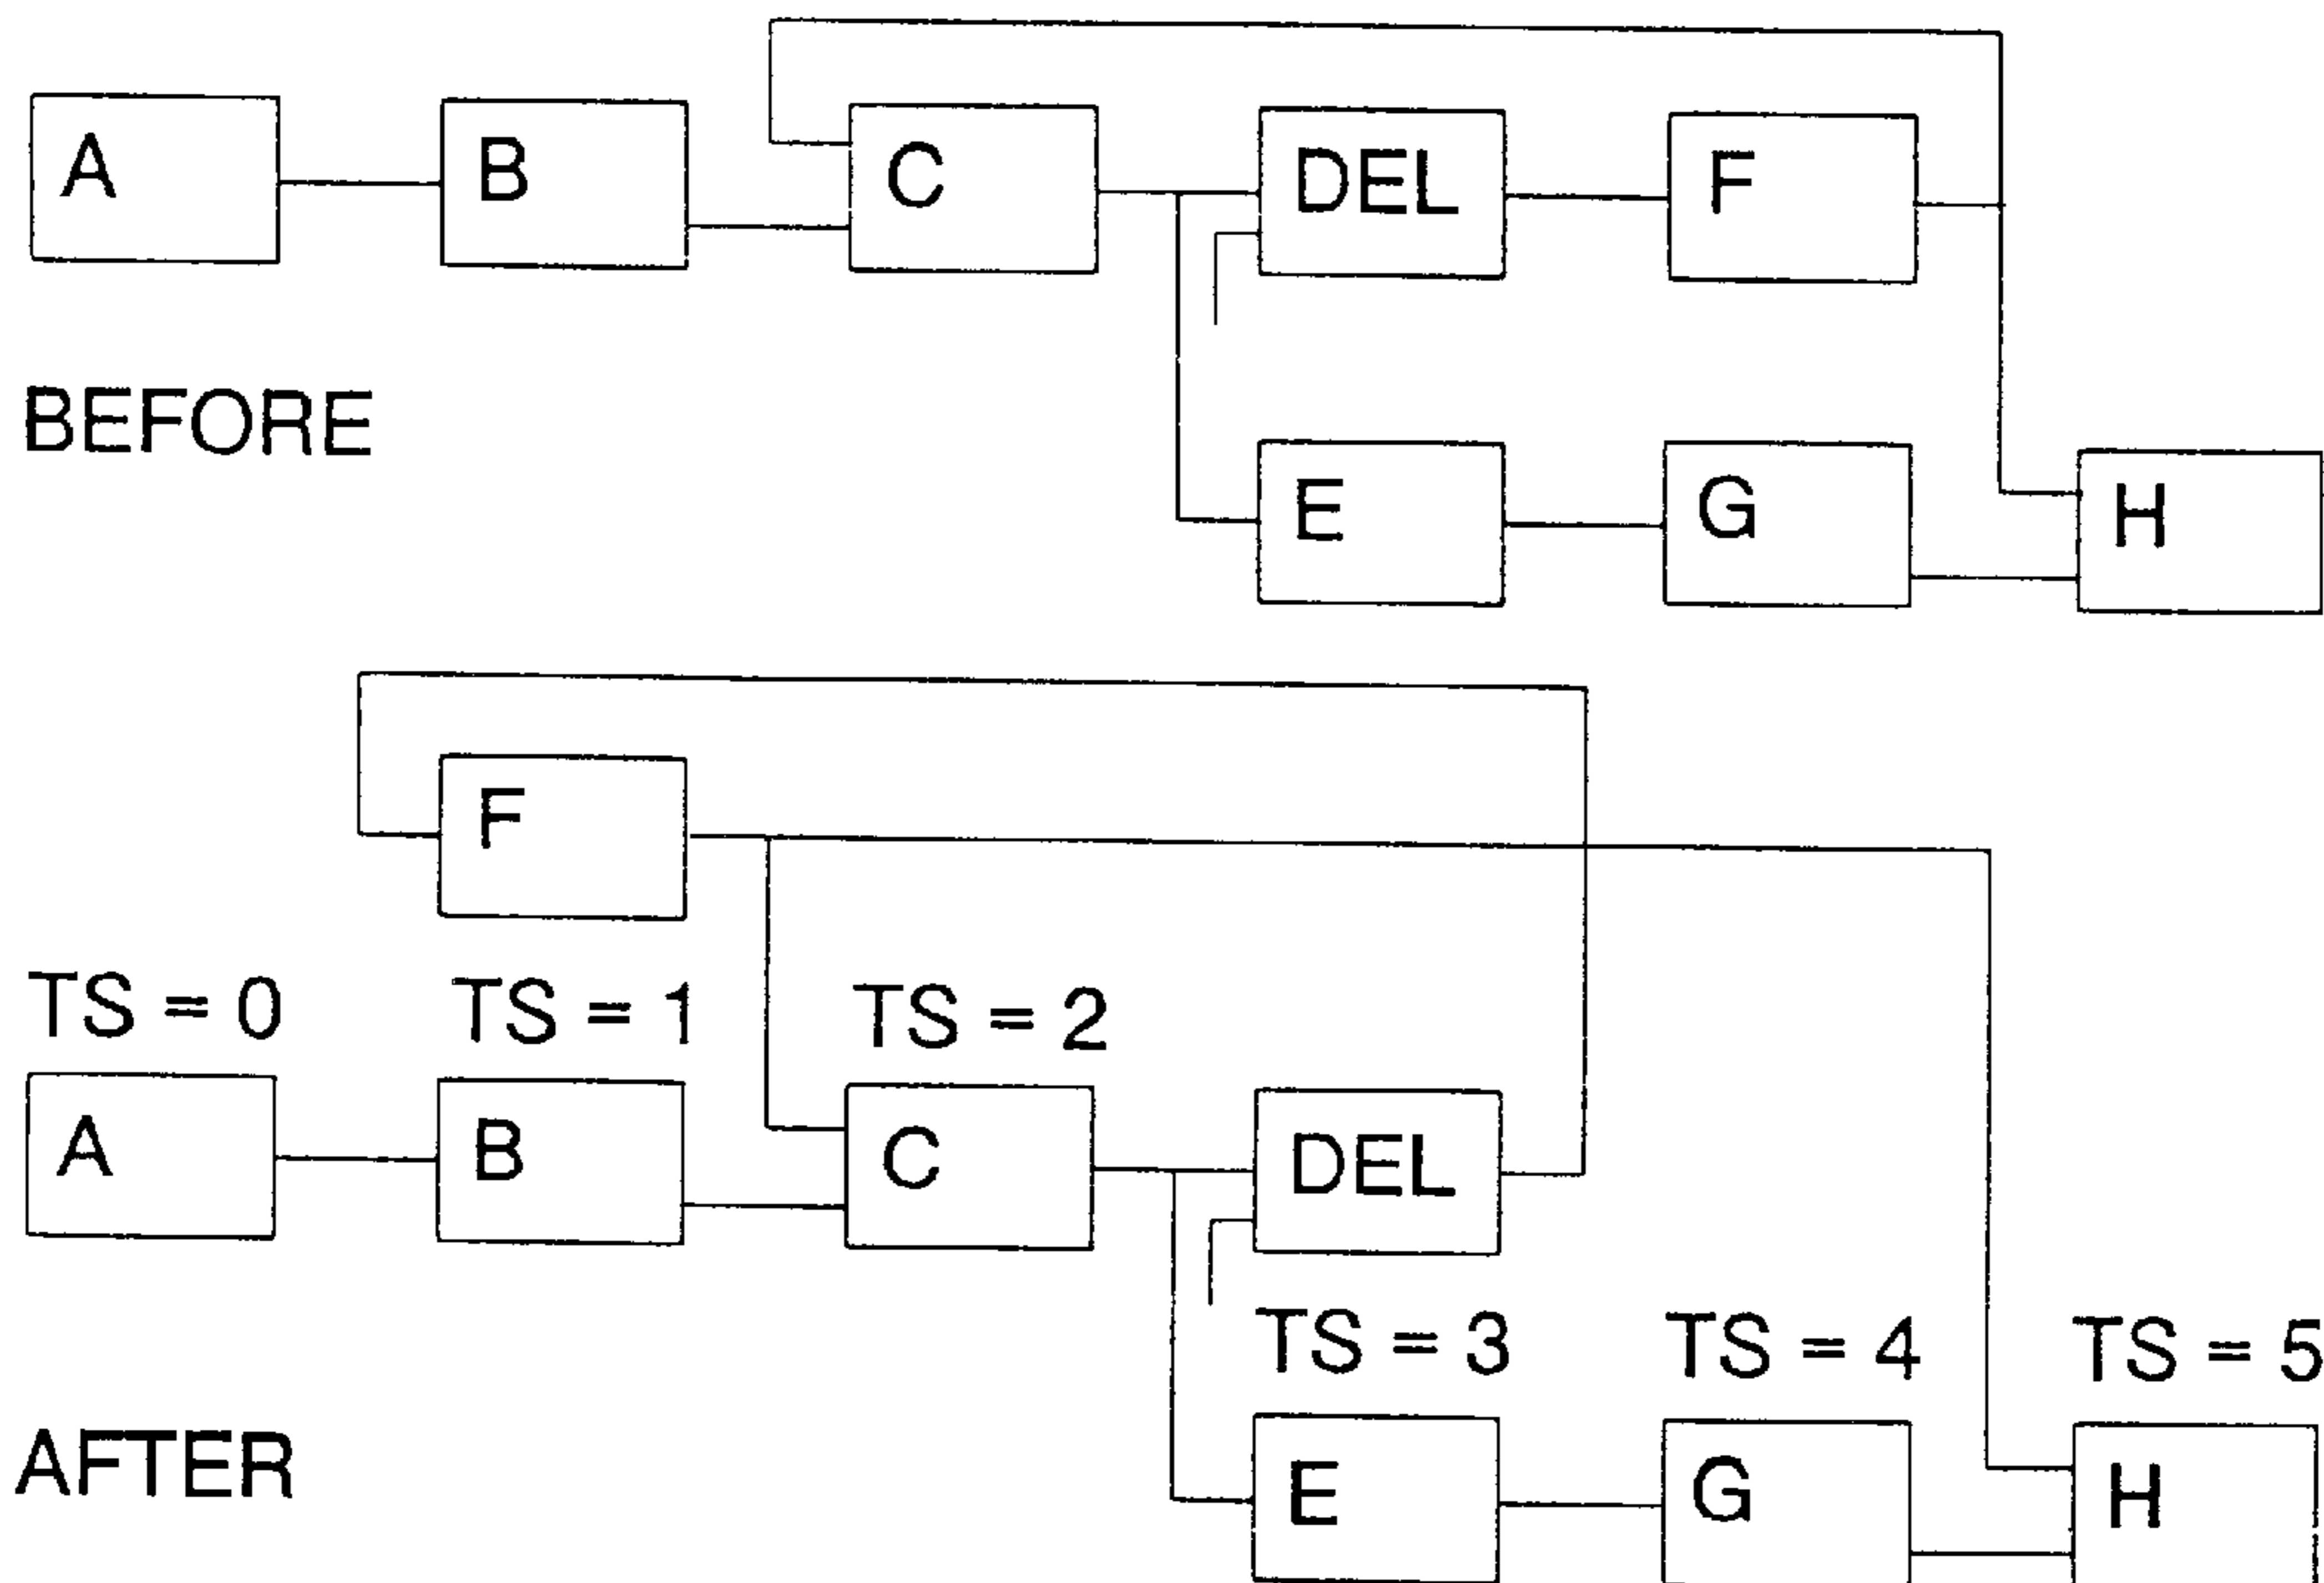 A B C DEL F
BEFORE
E G H
F
TS = 0 TS = 1 TS = 2
A B C DEL
TS = 3 TS = 4 TS = 5
AFTER
E G H